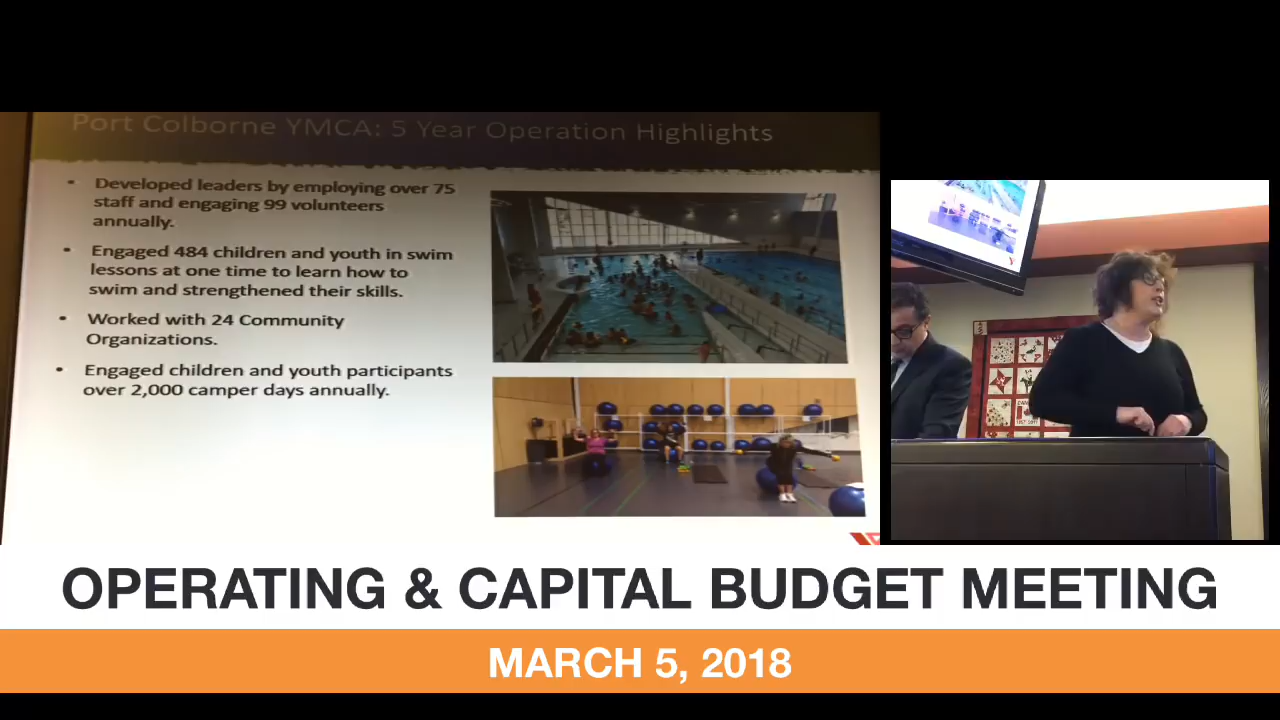 Port Colborne YMCA: 5 Year Operation Highlights
• Developed leaders by employing over 75
staff and engaging 99 volunteers
annually.
• Engaged 484 children and youth in swim
lessons at one time to learn how to
swim and strengthened their skills.
• Worked with 24 Community
Organizations.
• Engaged children and youth participants
over 2,000 camper days annually.
OPERATING & CAPITAL BUDGET MEETING
MARCH 5, 2018